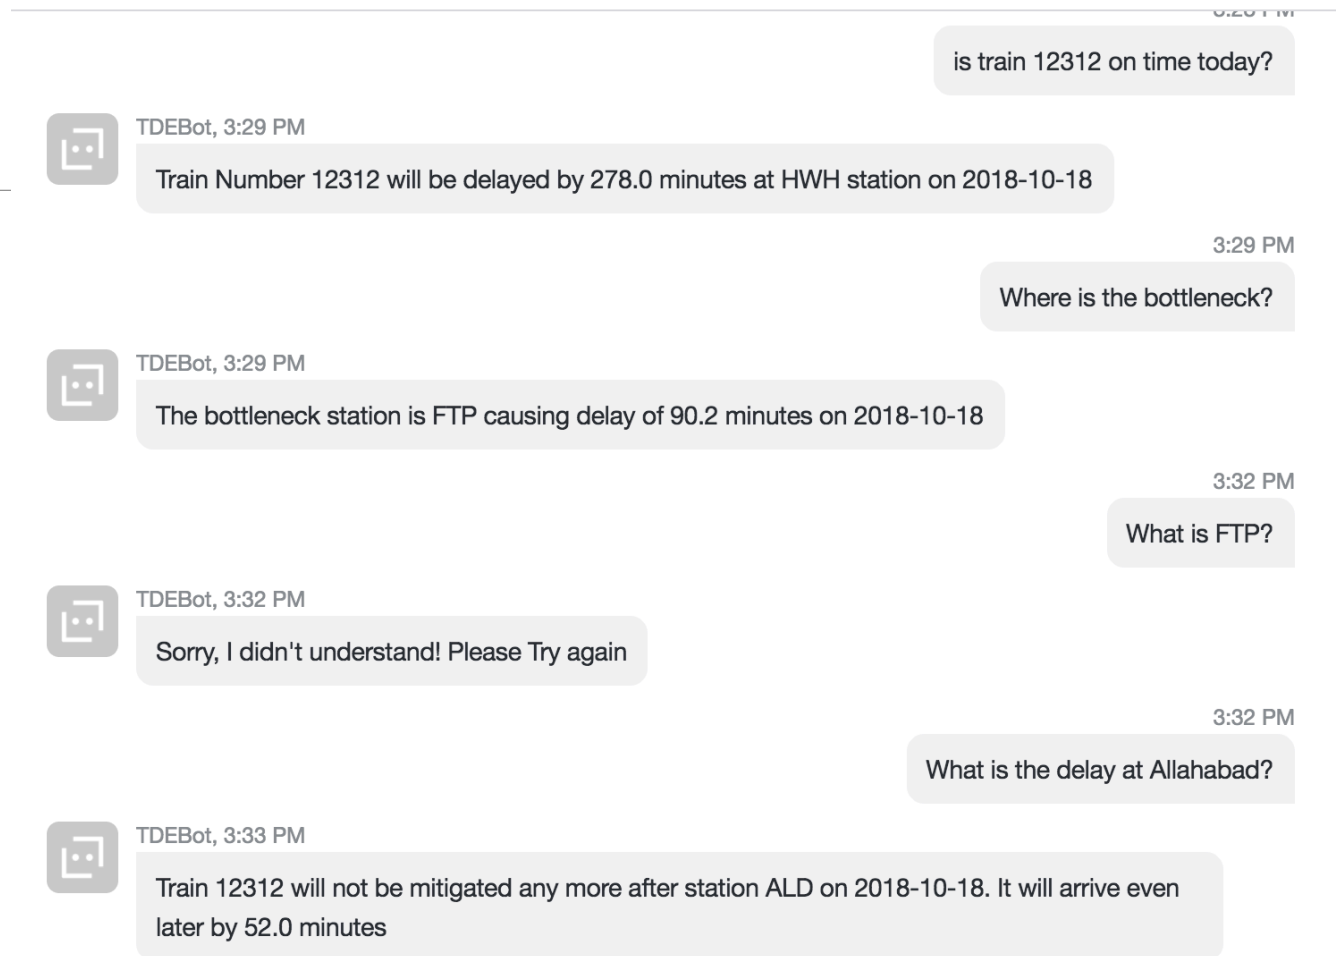 is train 12312 on time today?
TDEBot, 3:29 PM
Train Number 12312 will be delayed by 278.0 minutes at HWH station on 2018-10-18
3:29 PM
Where is the bottleneck?
TDEBot, 3:29 PM
The bottleneck station is FTP causing delay of 90.2 minutes on 2018-10-18
3:32 PM
What is FTP?
TDEBot, 3:32 PM
Sorry, I didn't understand! Please Try again
3:32 PM
What is the delay at Allahabad?
TDEBot, 3:33 PM
Train 12312 will not be mitigated any more after station ALD on 2018-10-18. It will arrive even
later by 52.0 minutes